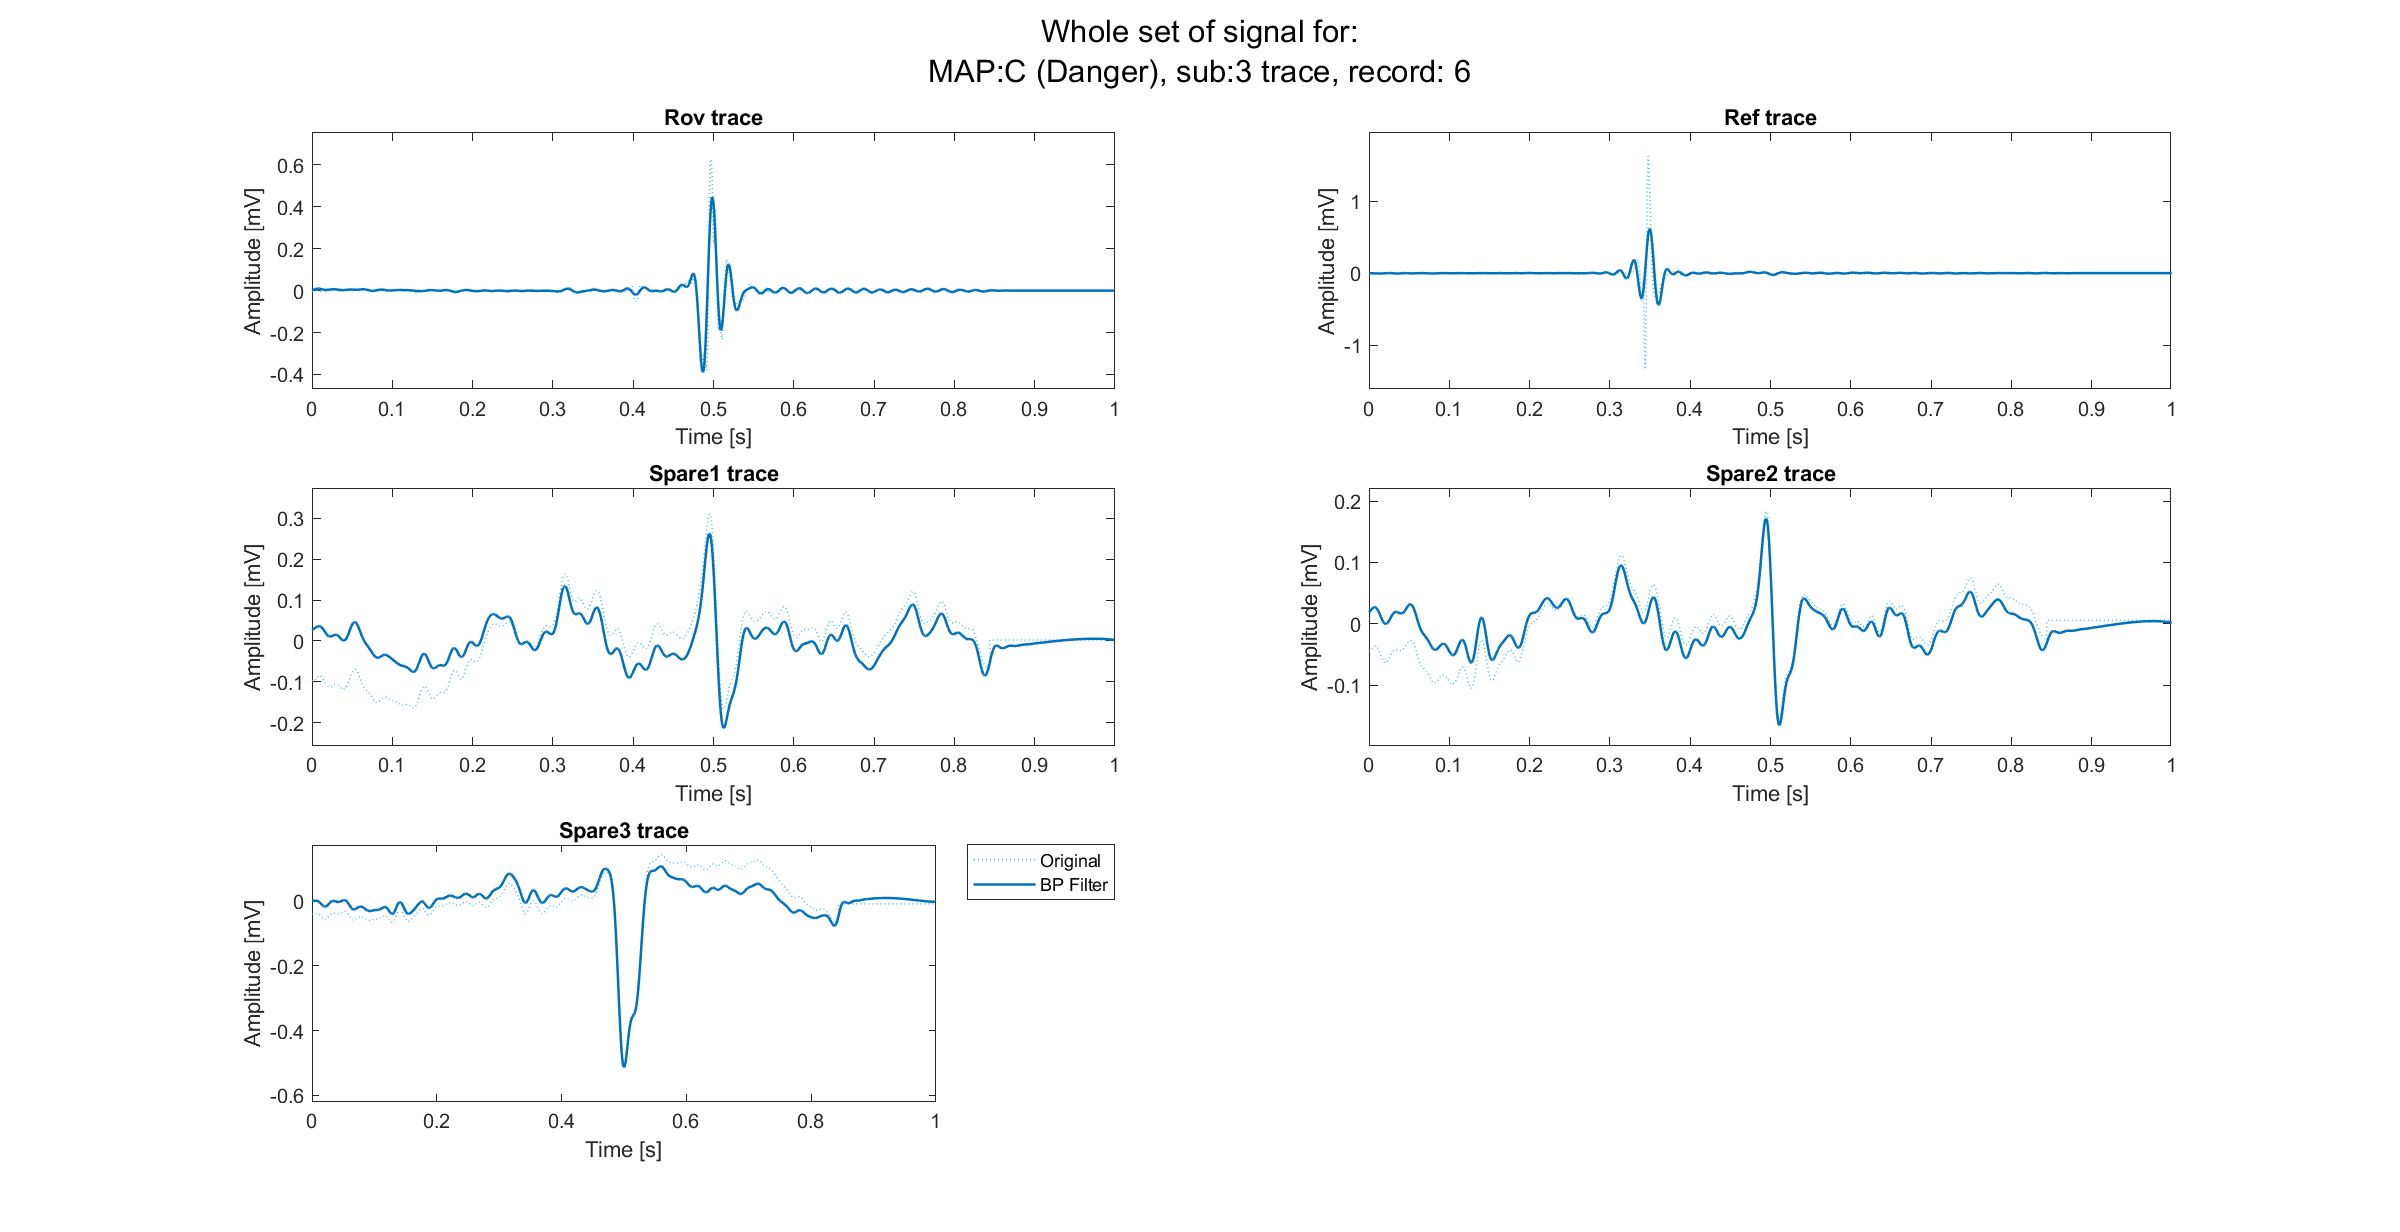 Whole set of signal for:
MAP:C (Danger), sub:3 trace, record: 6
Rov trace
Amplitude [mV]
0.6
0.4
0.2
0
-0.2
-0.4
0 0.1 0.2 0.3 0.4 0.5 0.6 0.7 0.8 0.9 1
Time [s]
Ref trace
Amplitude [mV]
1
0
-1
0 0.1 0.2 0.3 0.4 0.5 0.6 0.7 0.8 0.9 1
Time [s]
Spare1 trace
Amplitude [mV]
0.3
0.2
0.1
0
-0.1
-0.2
0 0.1 0.2 0.3 0.4 0.5 0.6 0.7 0.8 0.9 1
Time [s]
Spare2 trace
Amplitude [mV]
0.2
0.1
0
-0.1
0 0.1 0.2 0.3 0.4 0.5 0.6 0.7 0.8 0.9 1
Time [s]
Spare3 trace
Amplitude [mV]
0
-0.2
-0.4
-0.6
0 0.2 0.4 0.6 0.8 1
Time [s]
Original
BP Filter